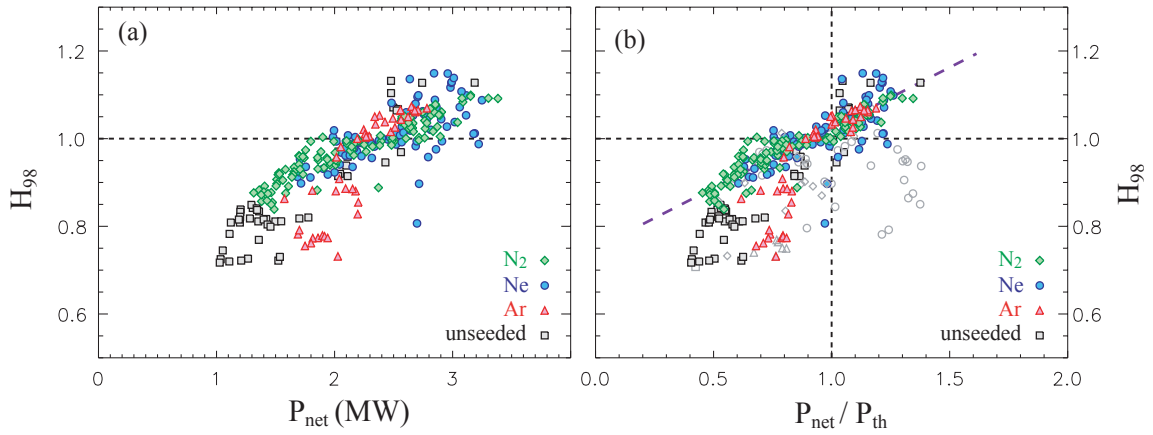 (a)
H98
1.2
1.0
0.8
0.6
N2
Ne
Ar
unseeded
0 1 2 3
Pnet (MW)
(b)
1.2
1.0
0.8
0.6
H98
N2
Ne
Ar
unseeded
0.0 0.5 1.0 1.5 2.0
Pnet / Pth